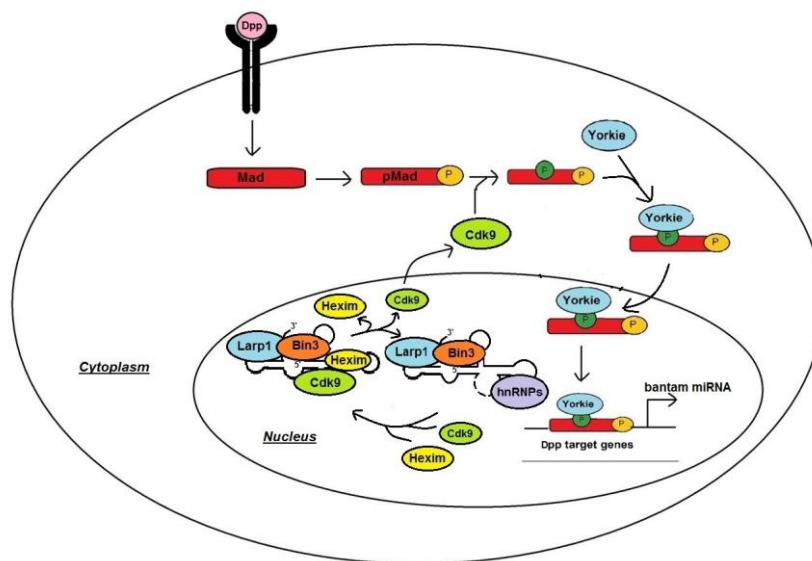 Dpp
Yorkie
Mad
pMad
P
P
P
Yorkie
P
P
Cdk9
Hexim
Cdk9
Yorkie
P
P
3'
3'
Larp1
Bin3
Larp1
Bin3
5'
Hexim
5'
Cytoplasm
Cdk9
hnRNPs
bantam miRNA
Yorkie
P
P
Nucleus
Cdk9
Hexim
Dpp target genes